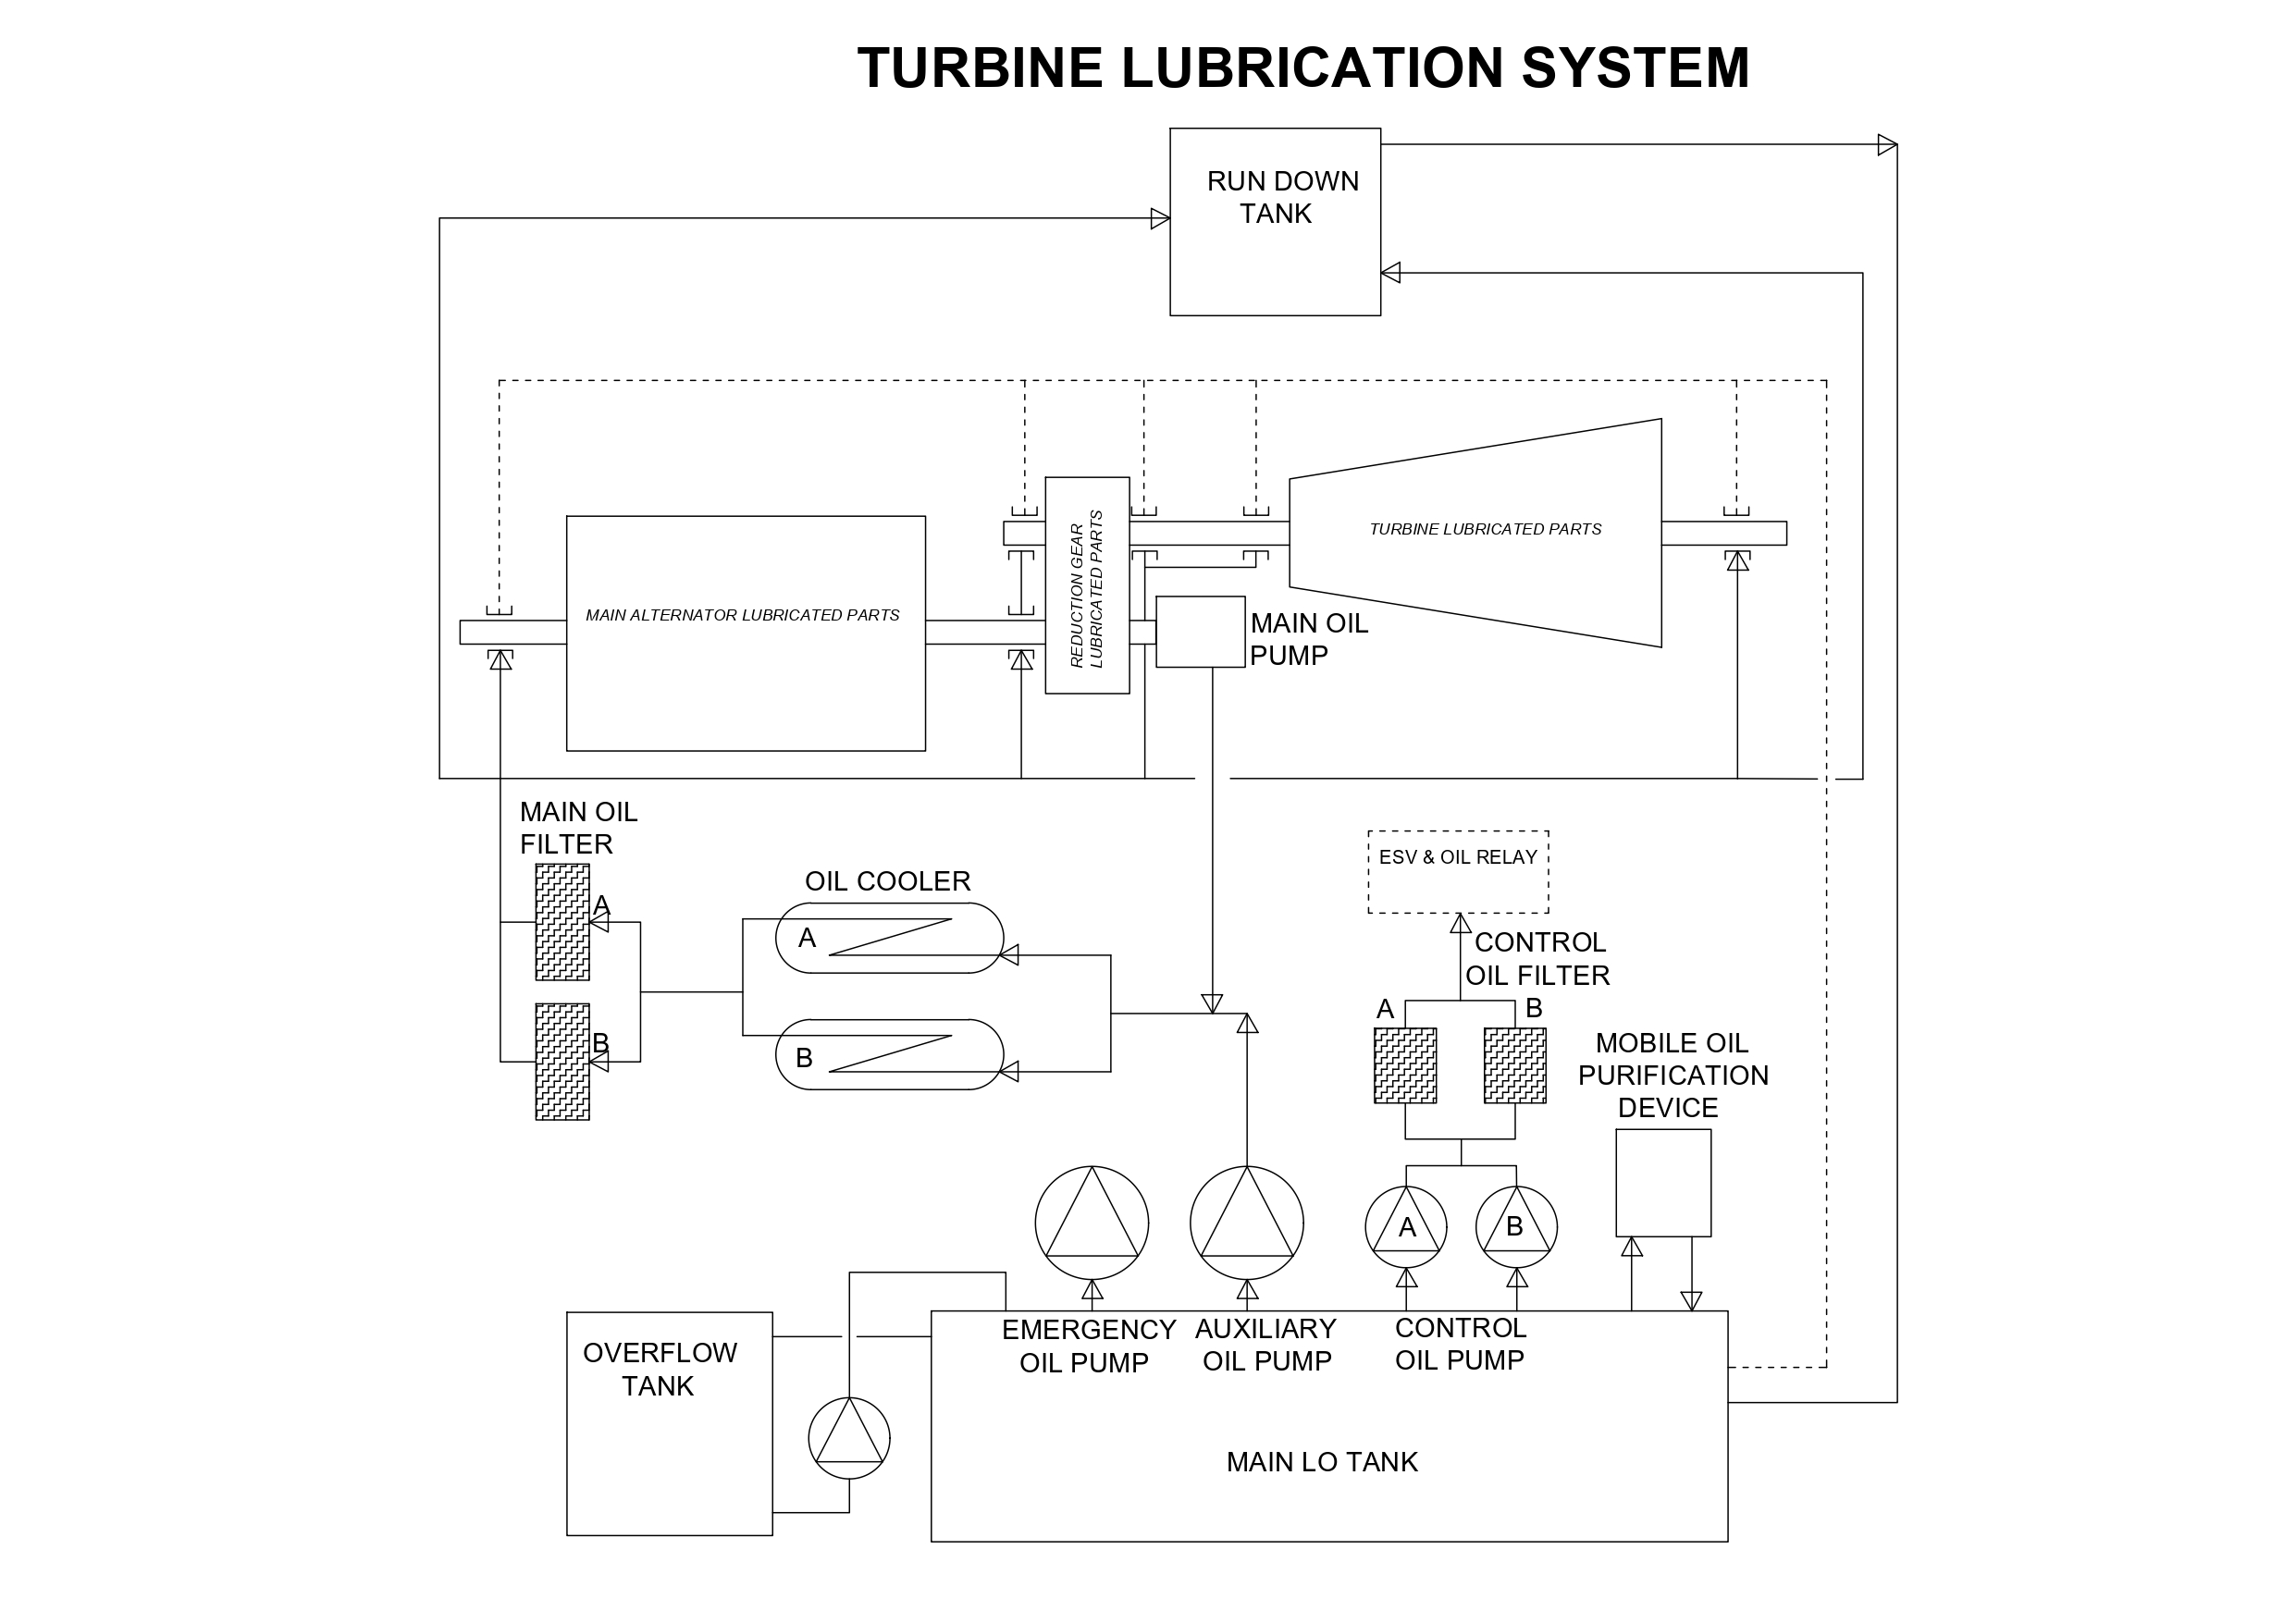 TURBINE LUBRICATION SYSTEM
RUN DOWN
TANK
TURBINE LUBRICATED PARTS
REDUCTION GEAR
LUBRICATED PARTS
MAIN ALTERNATOR LUBRICATED PARTS
MAIN OIL
PUMP
MAIN OIL
FILTER
A
B
OIL COOLER
A
B
ESV & OIL RELAY
CONTROL
OIL FILTER
A
B
MOBILE OIL
PURIFICATION
DEVICE
A
B
EMERGENCY
OIL PUMP
AUXILIARY
OIL PUMP
CONTROL
OIL PUMP
OVERFLOW
TANK
MAIN LO TANK